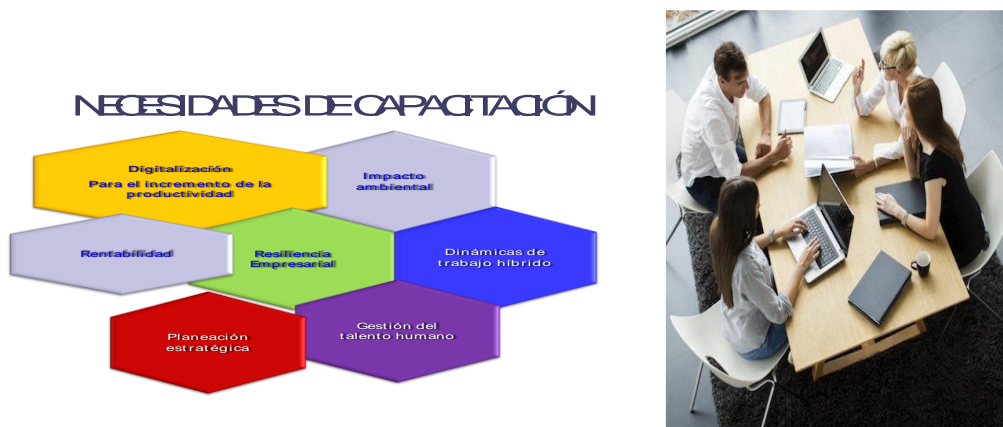 NECESIDADES DE CAPACITACIÓN
Digitalización
Para el incremento de la
productividad
Impacto
ambiental
Rentabilidad
Resiliencia
Empresarial
Dinámicas de
trabajo híbrido
Planeación
estratégica
Gestión del
talento humano